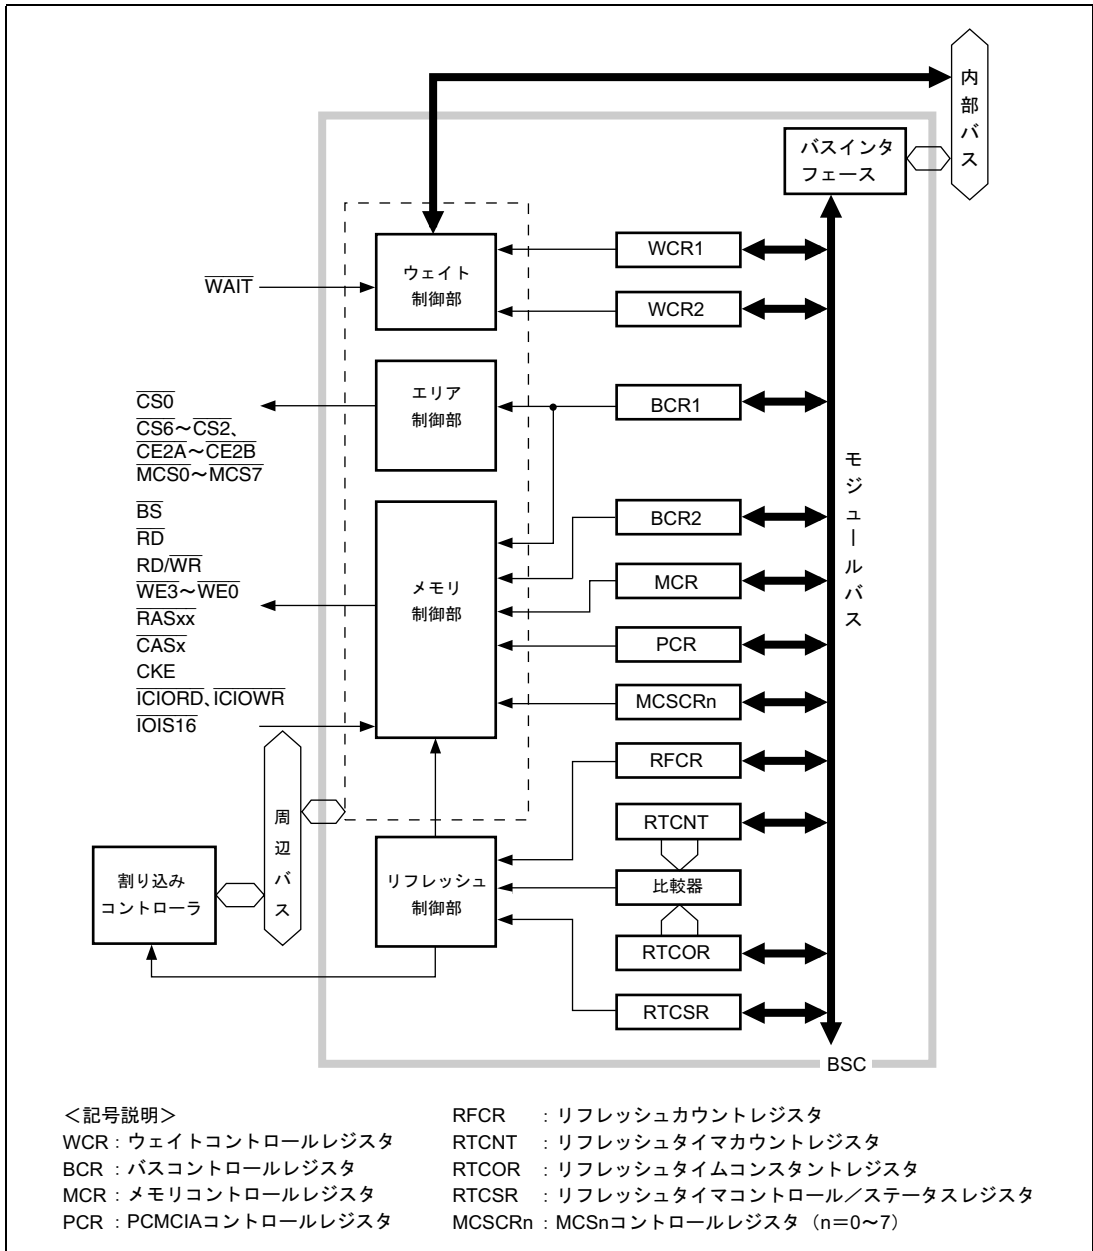 内部バス
バスインタ
フェース
ウェイト
制御部
WCR1
WAIT
WCR2
エリア
制御部
CS0
BCR1
CS6～CS2、
CE2A～CE2B
MCS0～MCS7
モジュールバス
BS
BCR2
RD
RD/WR
MCR
WE3～WE0
メモリ
制御部
RASxx
CASx
PCR
CKE
ICIORD、ICIOWR
MCSCRn
IOIS16
RFCR
周辺バス
RTCNT
割り込み
コントローラ
リフレッシュ
制御部
比較器
RTCOR
RTCSR
BSC
＜記号説明＞
WCR：ウェイトコントロールレジスタ
BCR：バスコントロールレジスタ
MCR：メモリコントロールレジスタ
PCR：PCMCIAコントロールレジスタ
RFCR：リフレッシュカウントレジスタ
RTCNT：リフレッシュタイマカウントレジスタ
RTCOR：リフレッシュタイムコンスタントレジスタ
RTCSR：リフレッシュタイマコントロール／ステータスレジスタ
MCSCRn：MCSnコントロールレジスタ（n＝0～7）